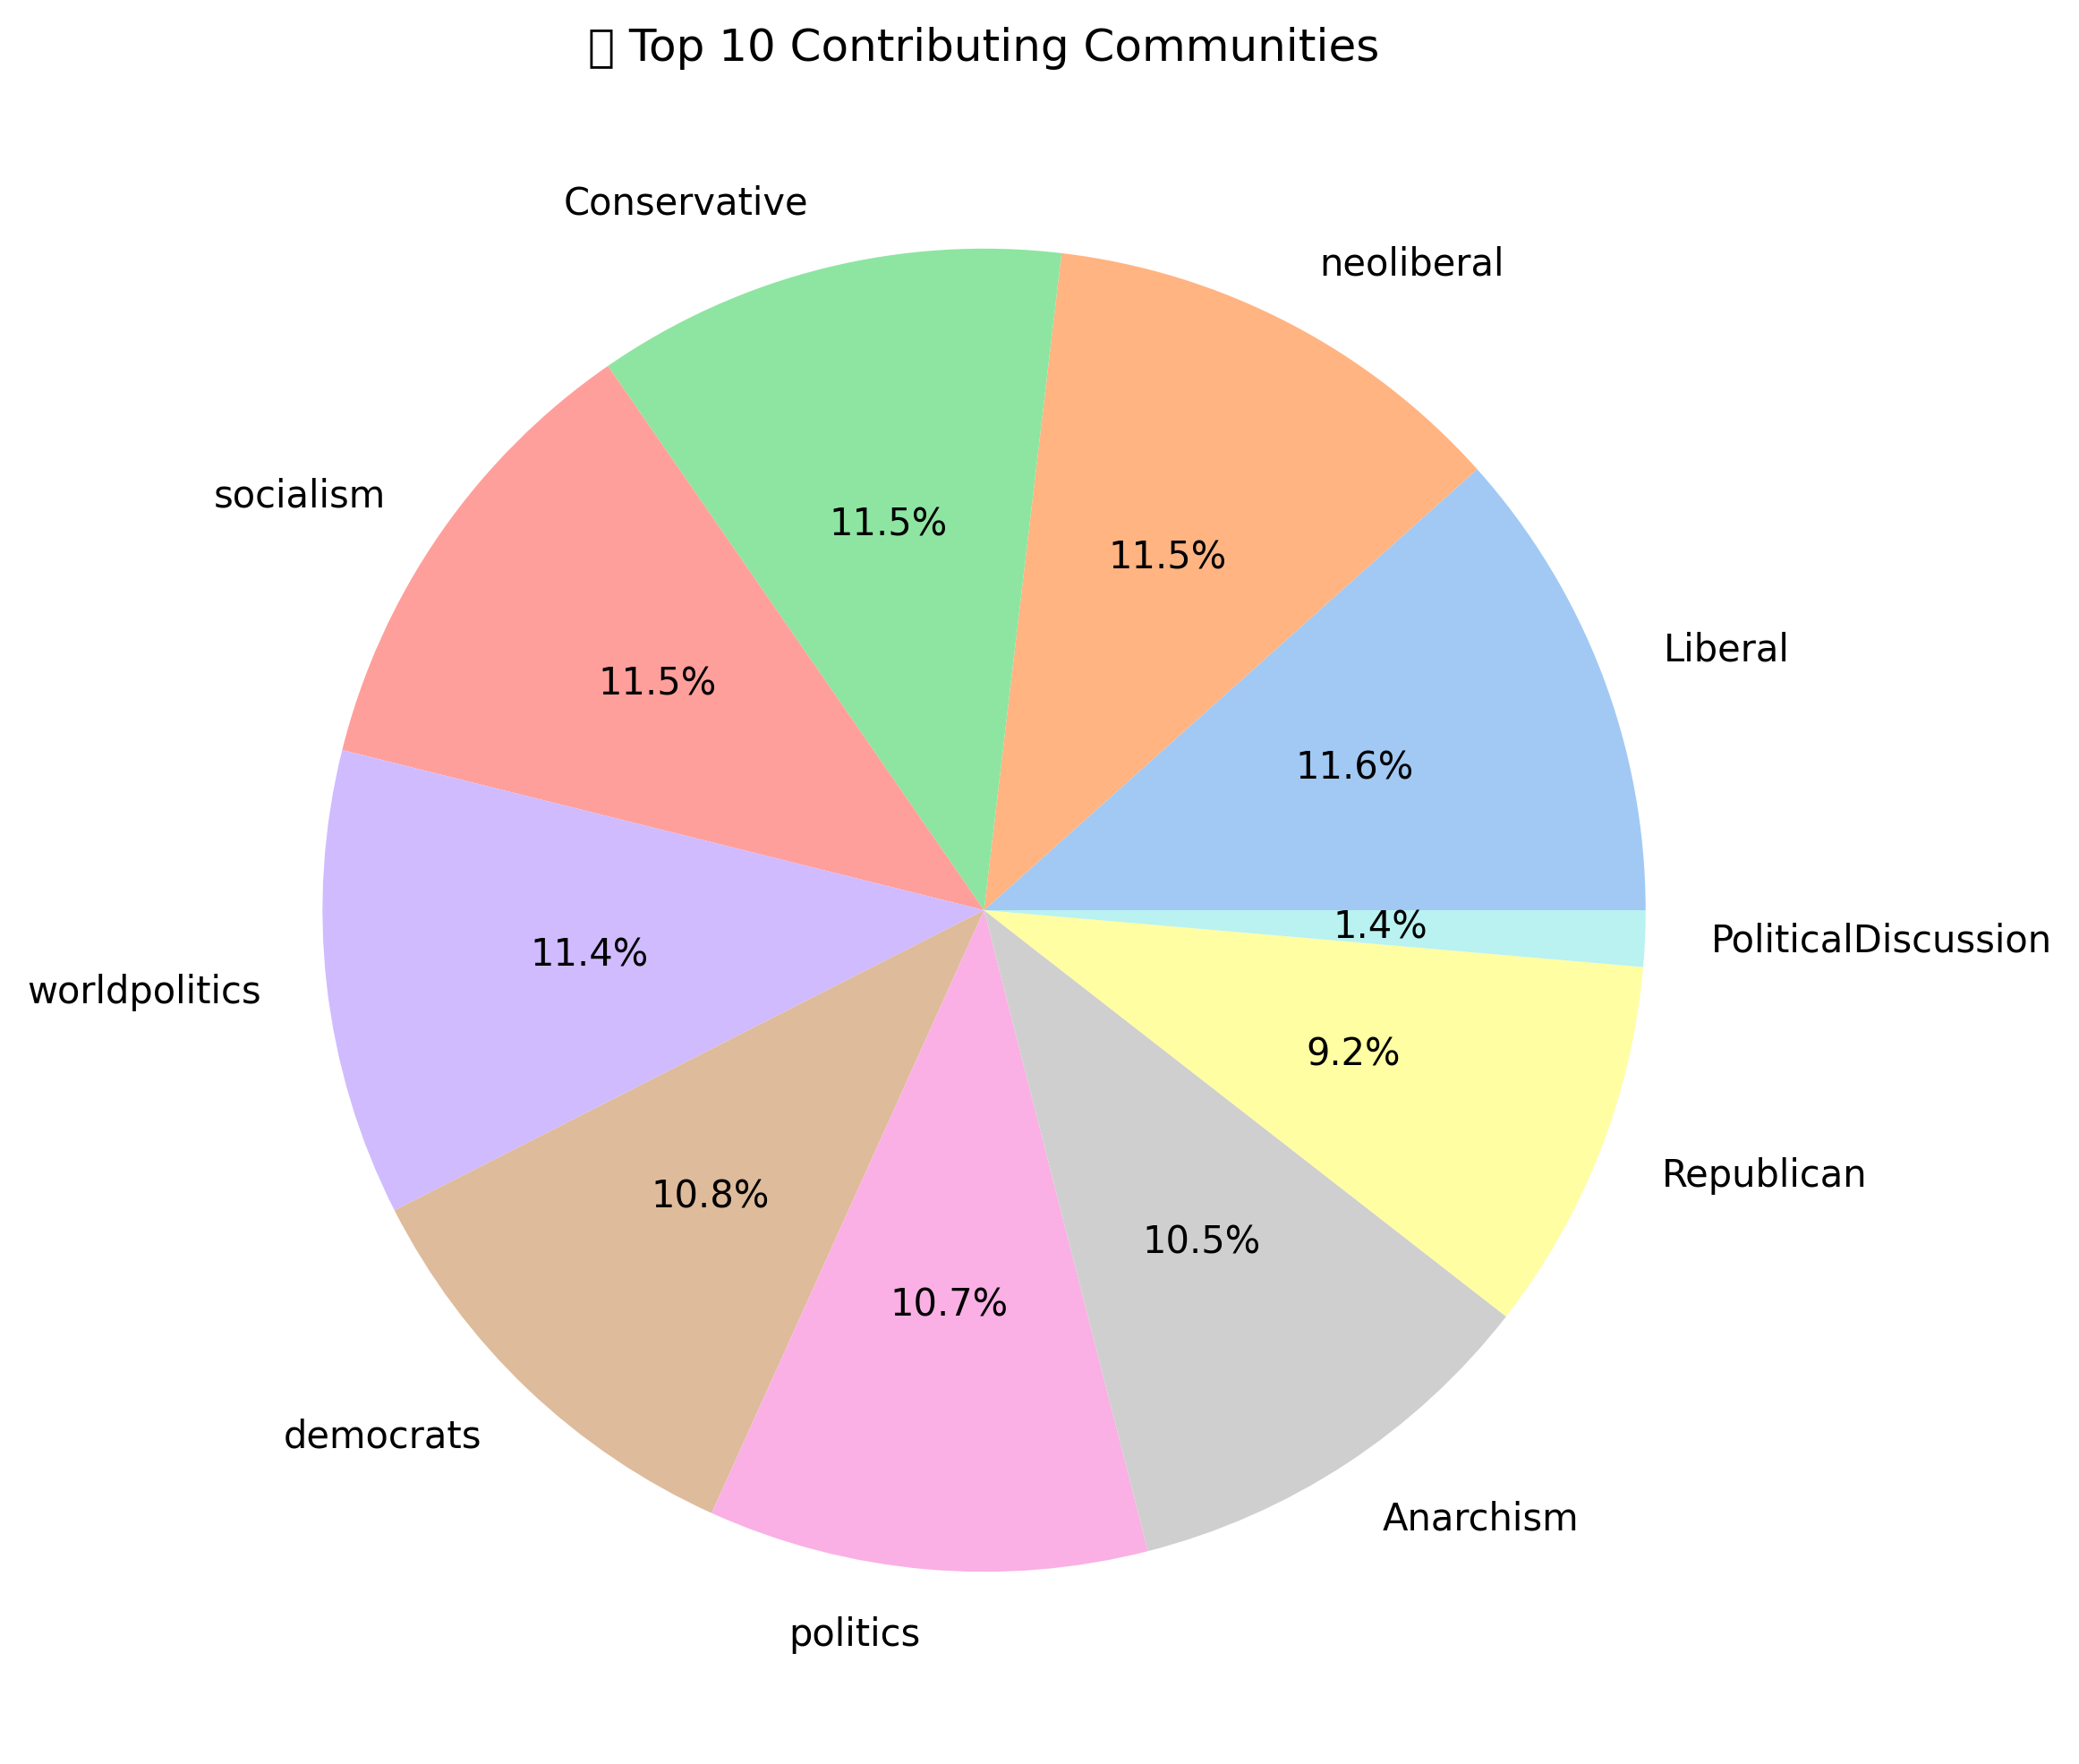 Top 10 Contributing Communities
Conservative
neoliberal
socialism
11.5%
11.5%
Liberal
11.5%
11.6%
1.4%
PoliticalDiscussion
11.4%
worldpolitics
9.2%
Republican
10.8%
10.5%
10.7%
democrats
Anarchism
politics